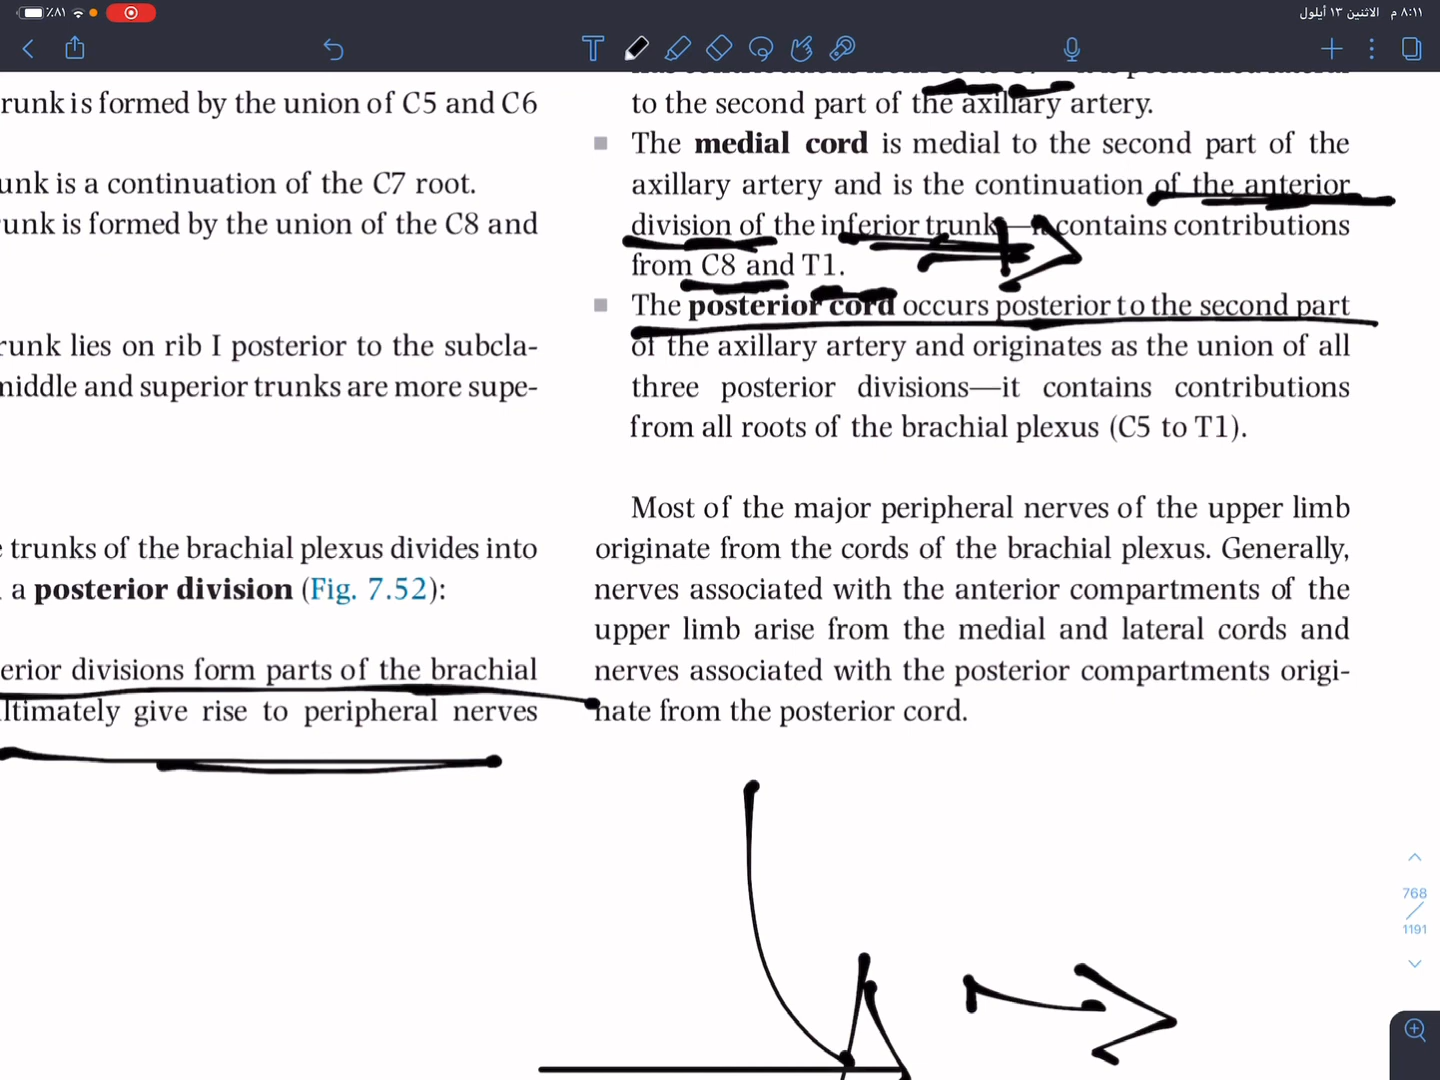 ٪٨١
٨:١١ م الاثنين ١٣ أيلول
T
runk is formed by the union of C5 and C6
unk is a continuation of the C7 root.
runk is formed by the union of the C8 and
runk lies on rib I posterior to the subcla-
middle and superior trunks are more supe-
trunks of the brachial plexus divides into
a posterior division (Fig. 7.52):
erior divisions form parts of the brachial
ltimately give rise to peripheral nerves
to the second part of the axillary artery.
The medial cord is medial to the second part of the
axillary artery and is the continuation of the anterior
division of the inferior trunk—it contains contributions
from C8 and T1.
The posterior cord occurs posterior to the second part
of the axillary artery and originates as the union of all
three posterior divisions—it contains contributions
from all roots of the brachial plexus (C5 to T1).
Most of the major peripheral nerves of the upper limb
originate from the cords of the brachial plexus. Generally,
nerves associated with the anterior compartments of the
upper limb arise from the medial and lateral cords and
nerves associated with the posterior compartments origi-
nate from the posterior cord.
768
1191